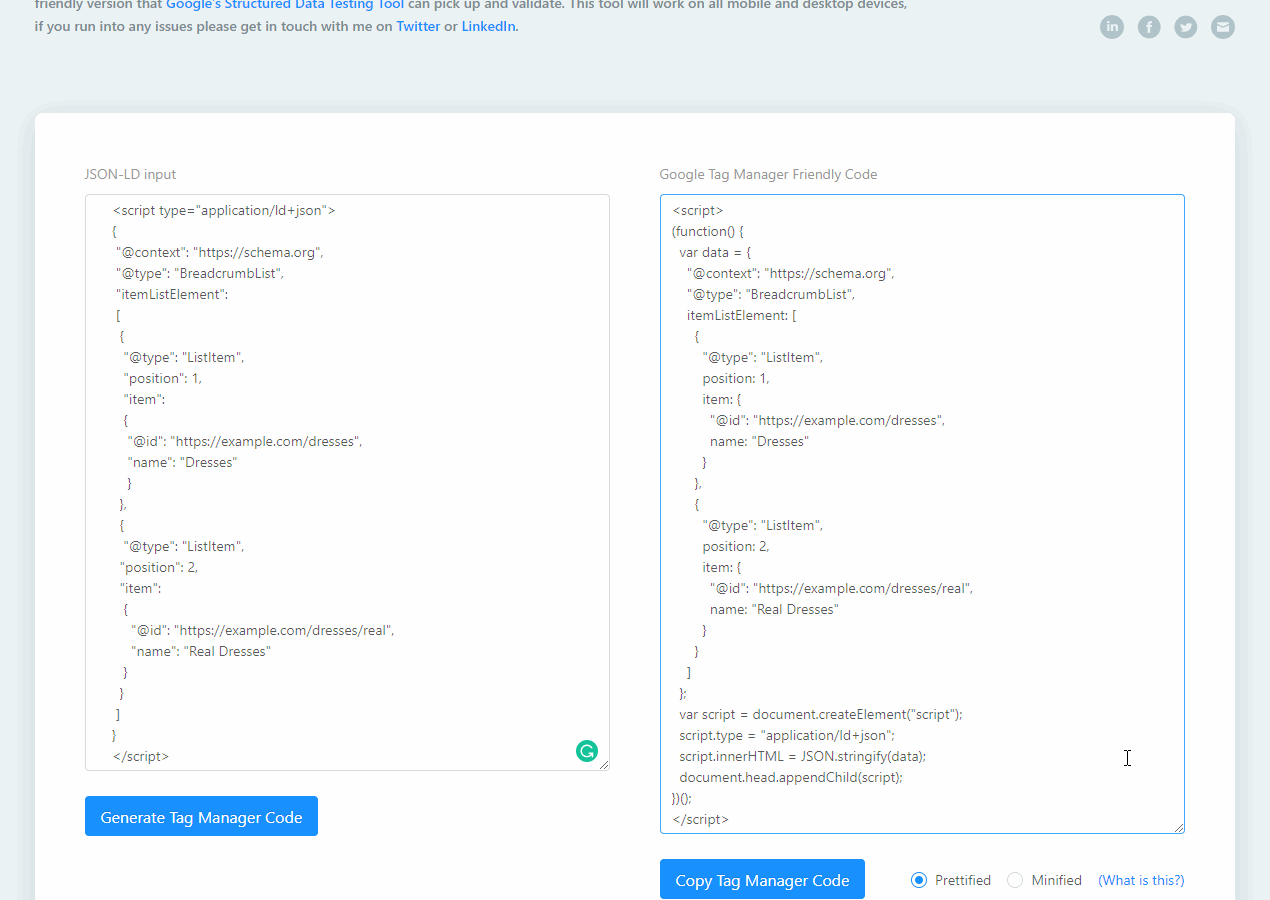 friendly version that Google's Structured Data Testing Tool can pick up and validate. This tool will work on all mobile and desktop devices,
if you run into any issues please get in touch with me on Twitter or LinkedIn.
JSON-LD input
<script type="application/ld+json">
{
"@context": "https://schema.org",
"@type": "BreadcrumbList",
"itemListElement":
[
{
"@type": "ListItem",
"position": 1,
"item":
{
"@id": "https://example.com/dresses",
"name": "Dresses"
}
},
{
"@type": "ListItem",
"position": 2,
"item":
{
"@id": "https://example.com/dresses/real",
"name": "Real Dresses"
}
}
]
}
</script>
Generate Tag Manager Code
Google Tag Manager Friendly Code
<script>
(function() {
var data = {
"@context": "https://schema.org",
"@type": "BreadcrumbList",
itemListElement: [
{
"@type": "ListItem",
position: 1,
item: {
"@id": "https://example.com/dresses",
name: "Dresses"
}
},
{
"@type": "ListItem",
position: 2,
item: {
"@id": "https://example.com/dresses/real",
name: "Real Dresses"
}
}
]
};
var script = document.createElement("script");
script.type = "application/ld+json";
script.innerHTML = JSON.stringify(data);
document.head.appendChild(script);
})();
</script>
Copy Tag Manager Code
Prettified Minified (What is this?)